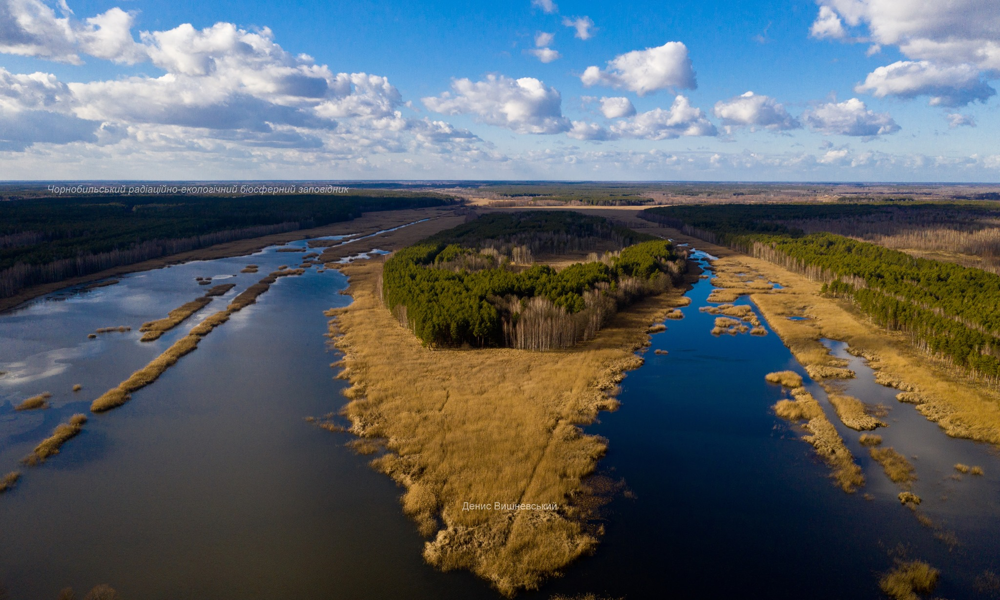 Чорнобильський радіаційно-екологічний біосферний заповідник
Денис Вишневський